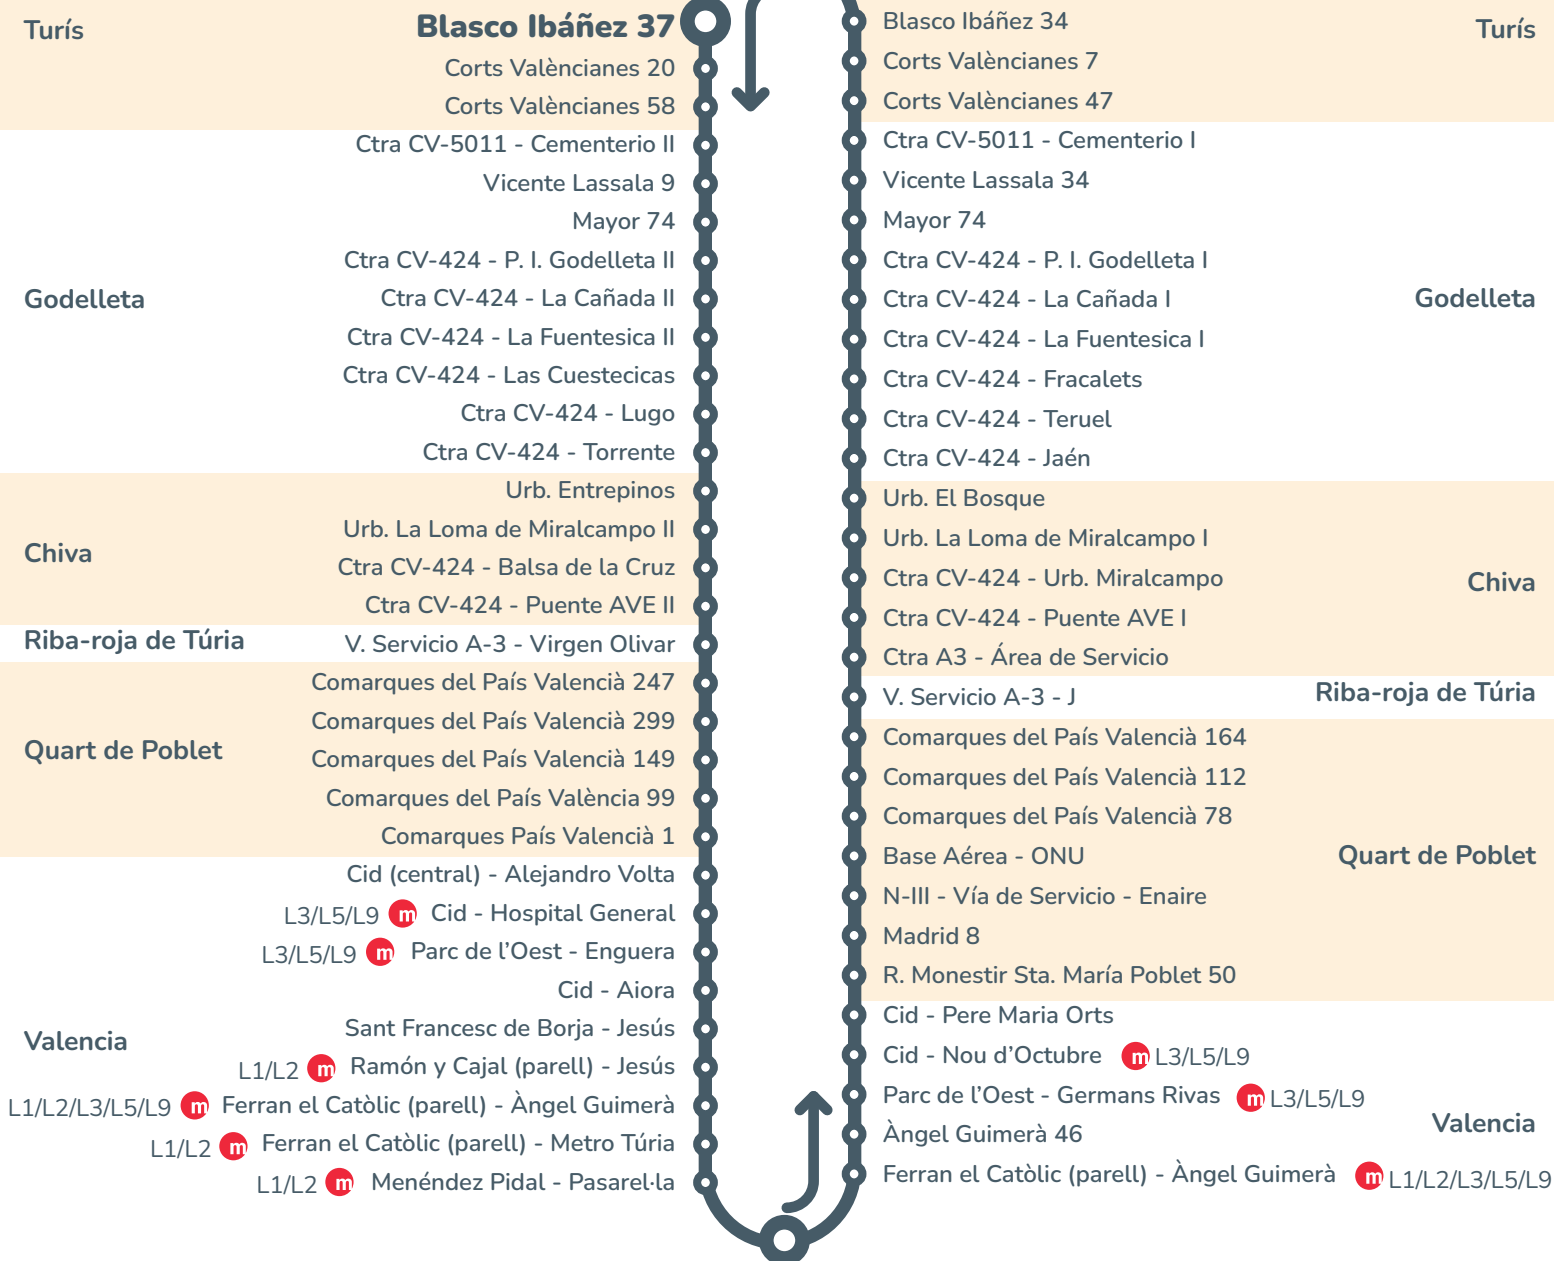 Turís
Blasco Ibáñez 37
Corts Valèncianes 20
Corts Valèncianes 58
Ctra CV-5011 - Cementerio II
Vicente Lassala 9
Mayor 74
Ctra CV-424 - P. I. Godelleta II
Godelleta
Ctra CV-424 - La Cañada II
Ctra CV-424 - La Fuentesica II
Ctra CV-424 - Las Cuestecicas
Ctra CV-424 - Lugo
Ctra CV-424 - Torrente
Urb. Entrepinos
Urb. La Loma de Miralcampo II
Chiva
Ctra CV-424 - Balsa de la Cruz
Ctra CV-424 - Puente AVE II
Riba-roja de Túria
V. Servicio A-3 - Virgen Olivar
Comarques del País Valencià 247
Comarques del País Valencià 299
Quart de Poblet
Comarques del País Valencià 149
Comarques del País València 99
Comarques País Valencià 1
Cid (central) - Alejandro Volta
L3/L5/L9 m Cid - Hospital General
L3/L5/L9 m Parc de l'Oest - Enguera
Cid - Aiora
Sant Francesc de Borja - Jesús
Valencia
L1/L2 m Ramón y Cajal (parell) - Jesús
L1/L2/L3/L5/L9 m Ferran el Catòlic (parell) - Àngel Guimerà
L1/L2 m Ferran el Catòlic (parell) - Metro Túria
L1/L2 m Menéndez Pidal - Pasarel·la
Blasco Ibáñez 34
Turís
Corts Valèncianes 7
Corts Valèncianes 47
Ctra CV-5011 - Cementerio I
Vicente Lassala 34
Mayor 74
Ctra CV-424 - P. I. Godelleta I
Ctra CV-424 - La Cañada I
Godelleta
Ctra CV-424 - La Fuentesica I
Ctra CV-424 - Fracalets
Ctra CV-424 - Teruel
Ctra CV-424 - Jaén
Urb. El Bosque
Urb. La Loma de Miralcampo I
Ctra CV-424 - Urb. Miralcampo
Chiva
Ctra CV-424 - Puente AVE I
Ctra A3 - Área de Servicio
V. Servicio A-3 - J
Riba-roja de Túria
Comarques del País Valencià 164
Comarques del País Valencià 112
Comarques del País Valencià 78
Base Aérea - ONU
Quart de Poblet
N-III - Vía de Servicio - Enaire
Madrid 8
R. Monestir Sta. María Poblet 50
Cid - Pere Maria Orts
Cid - Nou d'Octubre m L3/L5/L9
Parc de l'Oest - Germans Rivas m L3/L5/L9
Valencia
Àngel Guimerà 46
Ferran el Catòlic (parell) - Àngel Guimerà m L1/L2/L3/L5/L9